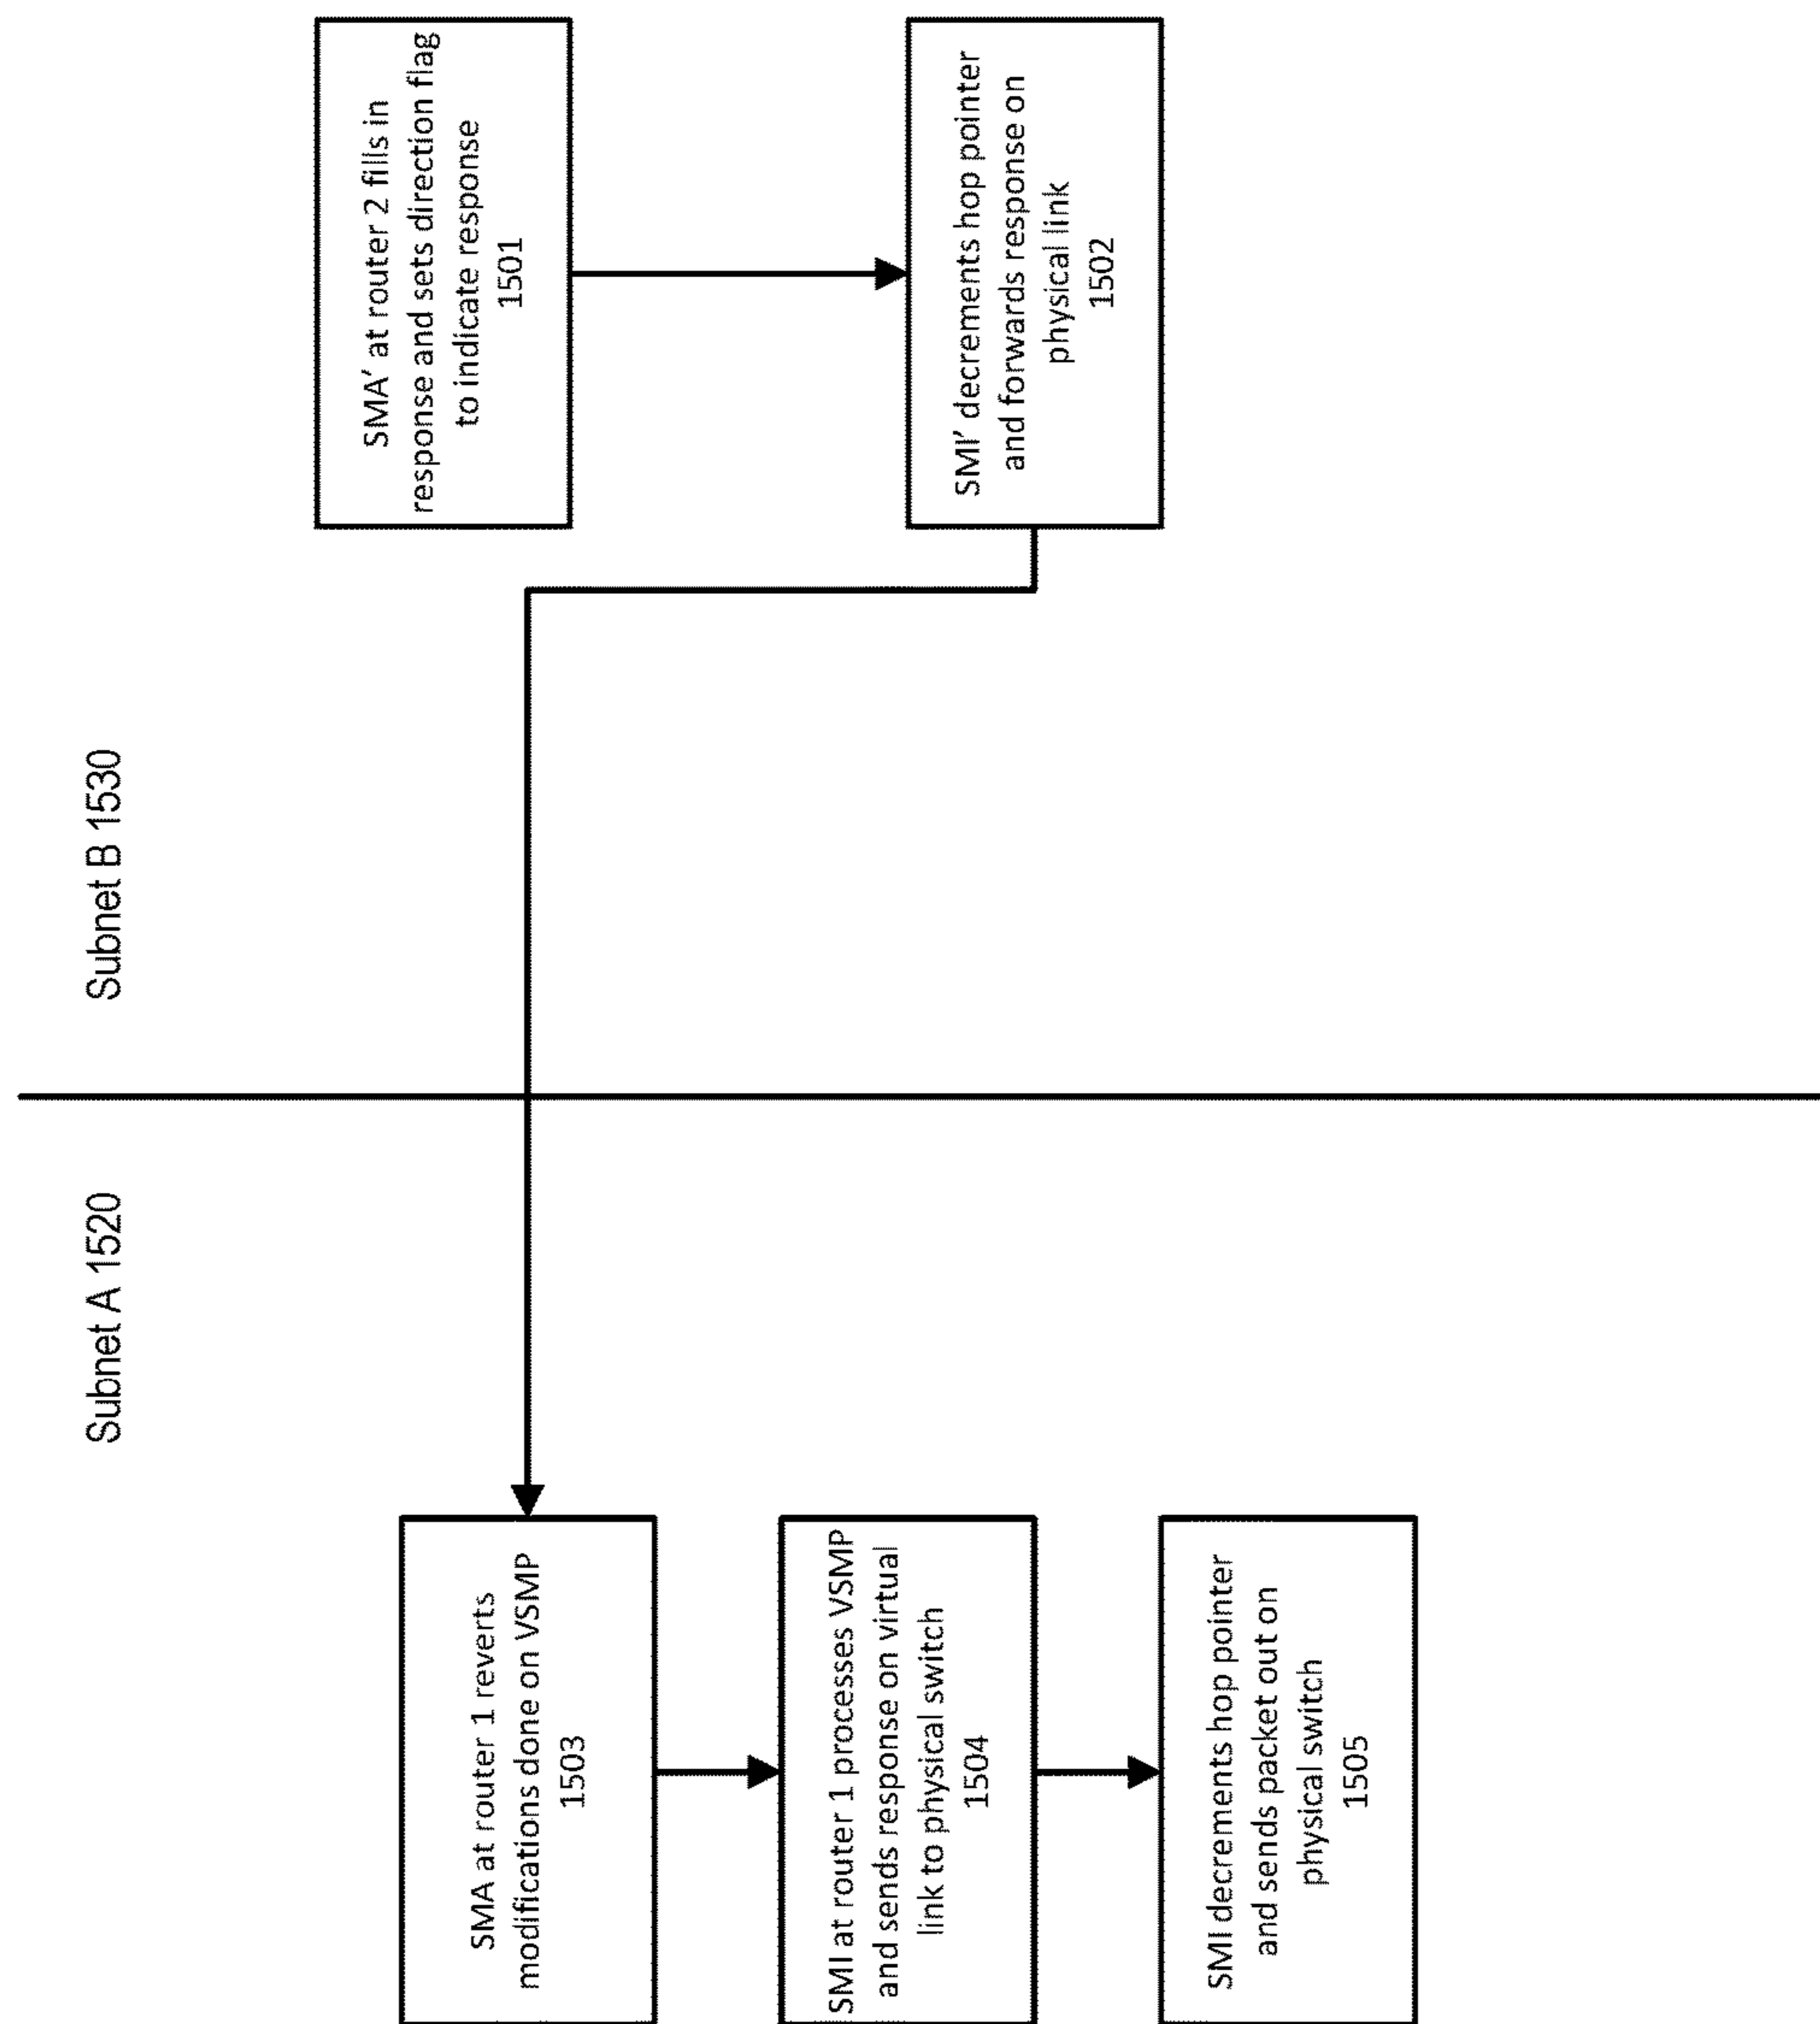 Subnet A 1520
Subnet B 1530
SMA' at router 2 fills in
response and sets direction flag
to indicate response
1501
SMI' decrements hop pointer
and forwards response on
physical link
1502
SMA at router 1 reverts
modifications done on VSMP
1503
SMI at router 1 processes VSMP
and sends response on virtual
link to physical switch
1504
SMI decrements hop pointer
and sends packet out on
physical switch
1505